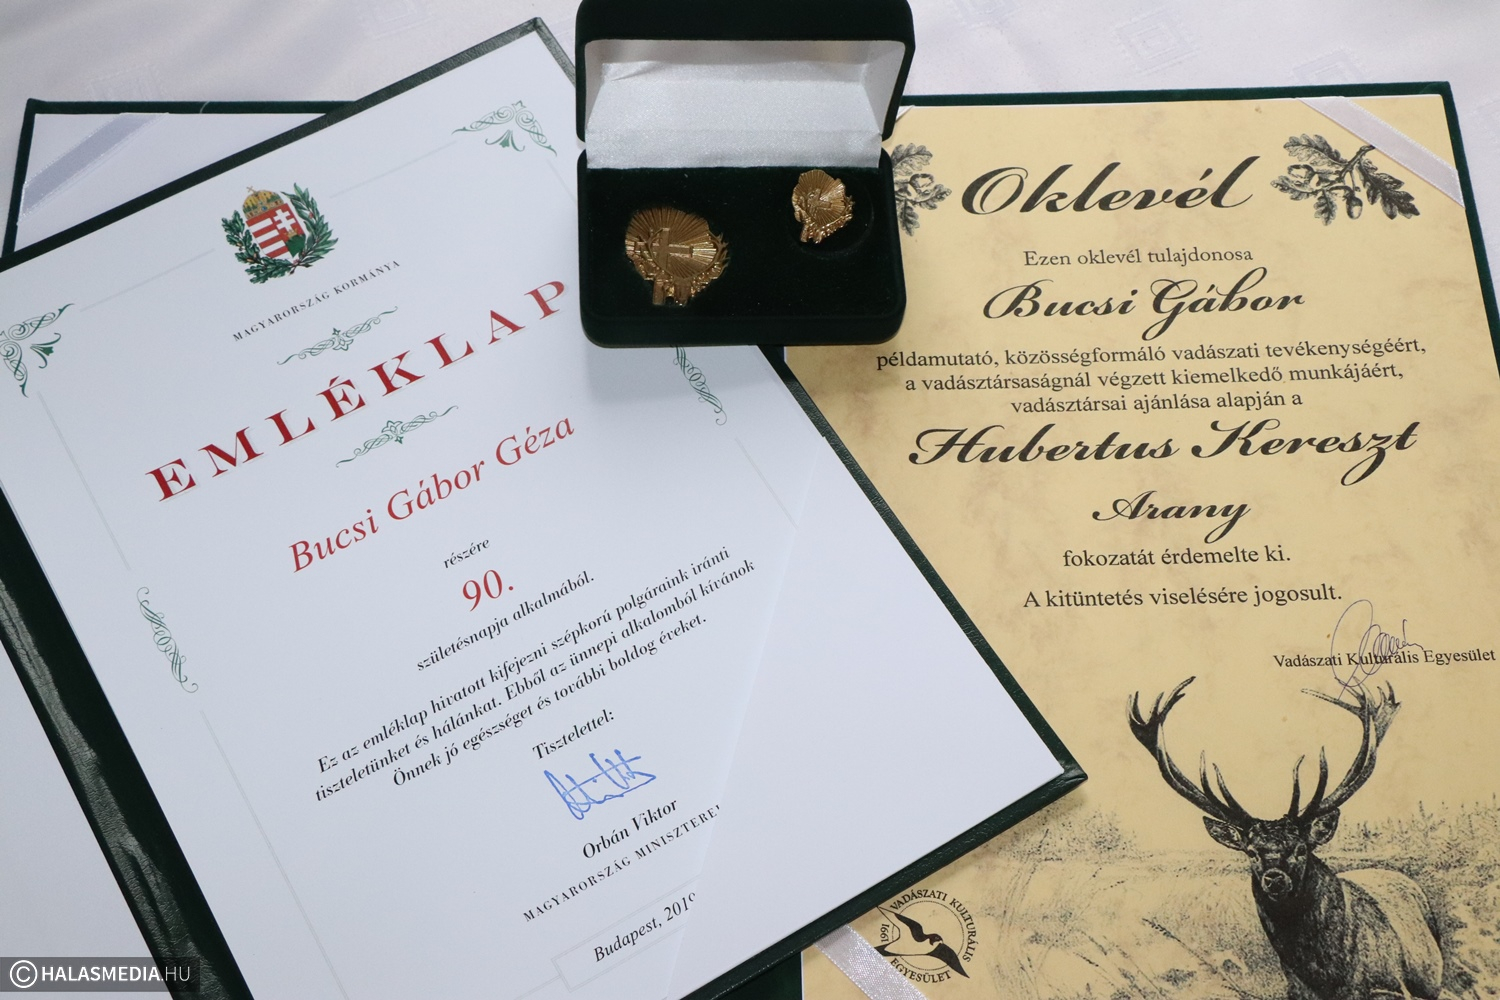 MAGYARORSZÁG KORMÁNYA
EMLÉKLAP
Bucsi Gábor Géza
részére
90.
születésnapja alkalmából.
Ez az emléklap hivatott kifejezni szépkorú polgáraink iránti
tiszteletünket és hálánkat. Ebből az ünnepi alkalomból kívánok
Önnek jó egészséget és további boldog éveket.
Tisztelettel:
Orbán Viktor
MAGYARORSZÁG MINISZTEREL
Budapest, 2019
Oklevél
Ezen oklevél tulajdonosa
Bucsi Gábor
példamutató, közösségformáló vadászati tevékenységéért,
a vadásztársaságnál végzett kiemelkedő munkájáért,
vadásztársai ajánlása alapján a
Hubertus Kereszt
Arany
fokozatát érdemelte ki.
A kitüntetés viselésére jogosult.
Vadászati Kulturális Egyesület
VADÁSZATI KULTURÁLIS
EGYESÜLET
1991
© HALASMEDIA.HU